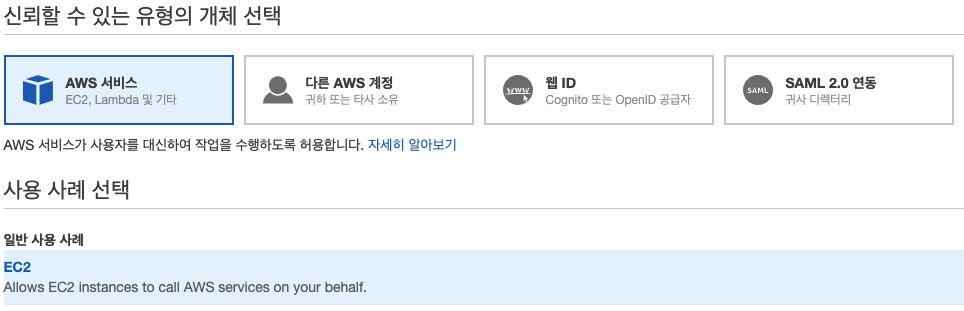 신뢰할 수 있는 유형의 개체 선택
AWS 서비스
EC2, Lambda 및 기타
다른 AWS 계정
귀하 또는 타사 소유
www
웹 ID
Cognito 또는 OpenID 공급자
SAML
SAML 2.0 연동
귀사 디렉터리
AWS 서비스가 사용자를 대신하여 작업을 수행하도록 허용합니다. 자세히 알아보기
사용 사례 선택
일반 사용 사례
EC2
Allows EC2 instances to call AWS services on your behalf.